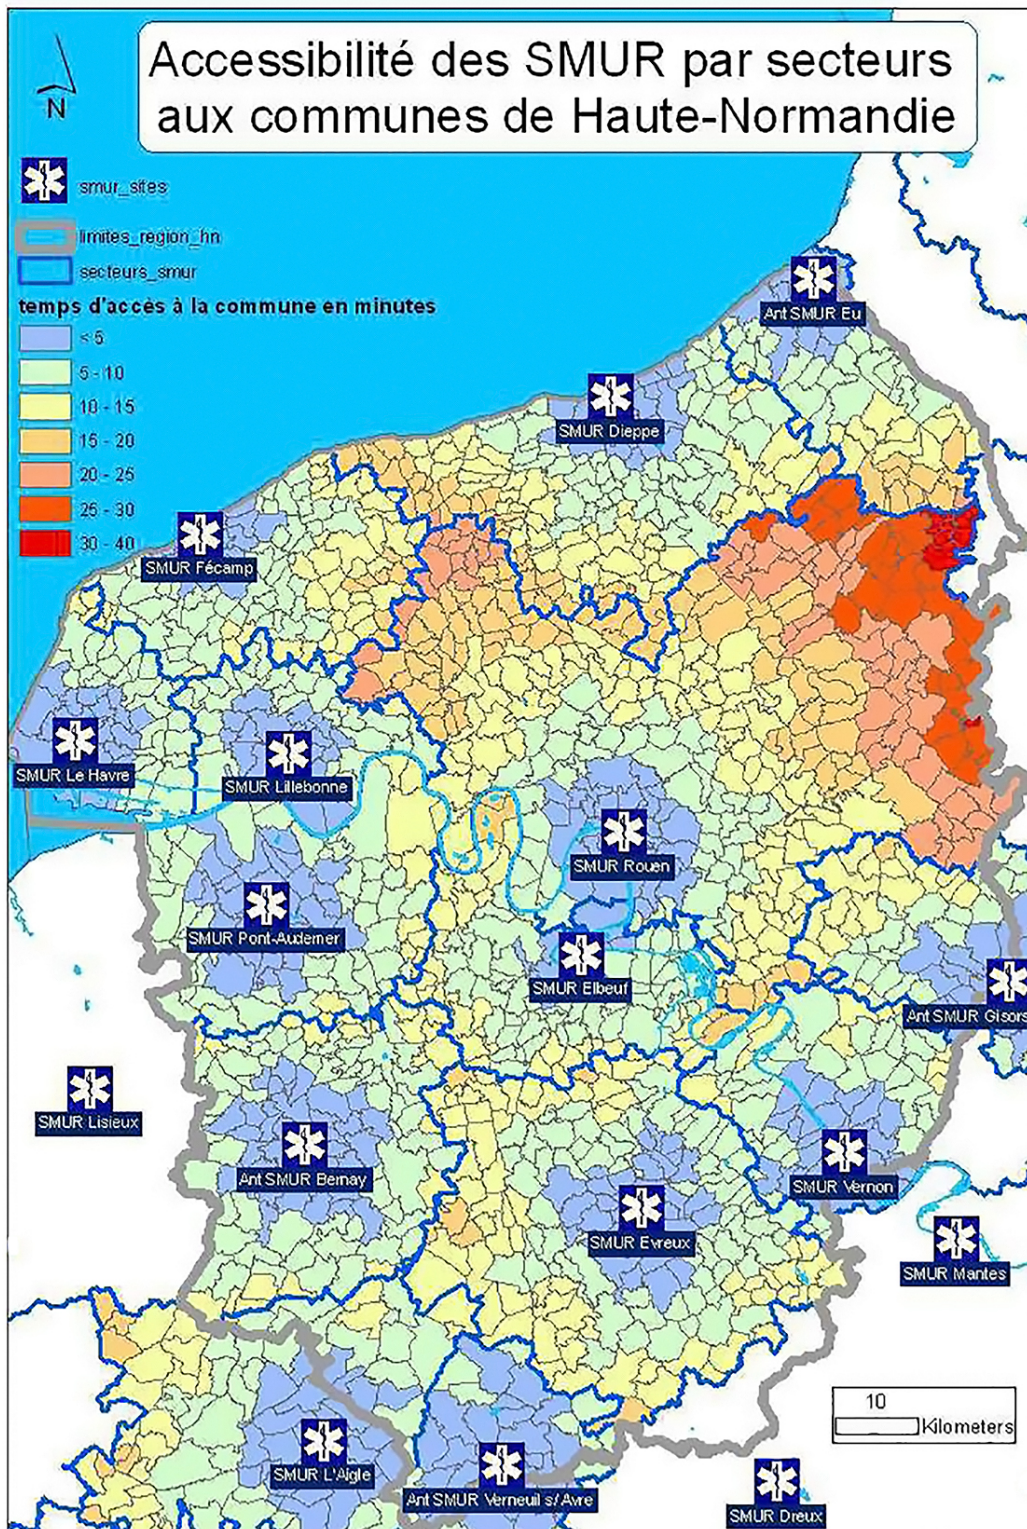 Accessibilité des SMUR par secteurs
aux communes de Haute-Normandie
N
smur_sites
limites_region_hn
secteurs_smur
temps d'accès à la commune en minutes
< 5
5 - 10
10 - 15
15 - 20
20 - 25
25 - 30
30 - 40
Ant SMUR Eu
SMUR Dieppe
SMUR Fécamp
SMUR Le Havre
SMUR Lillebonne
SMUR Rouen
SMUR Pont-Audemer
SMUR Elbeuf
Ant SMUR Gisors
SMUR Lisieux
Ant SMUR Bernay
SMUR Vernon
SMUR Evreux
SMUR Mantes
10
Kilometers
SMUR L'Aigle
Ant SMUR Verneuil s/ Avre
SMUR Dreux